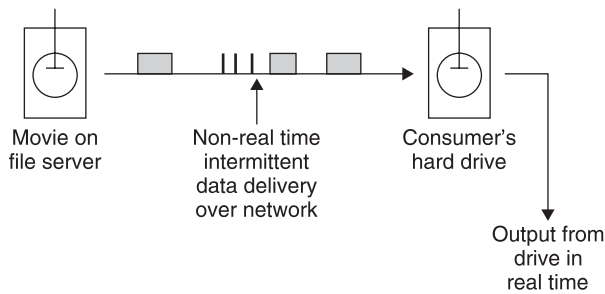 Movie on
file server
Non-real time
intermittent
data delivery
over network
Consumer's
hard drive
Output from
drive in
real time